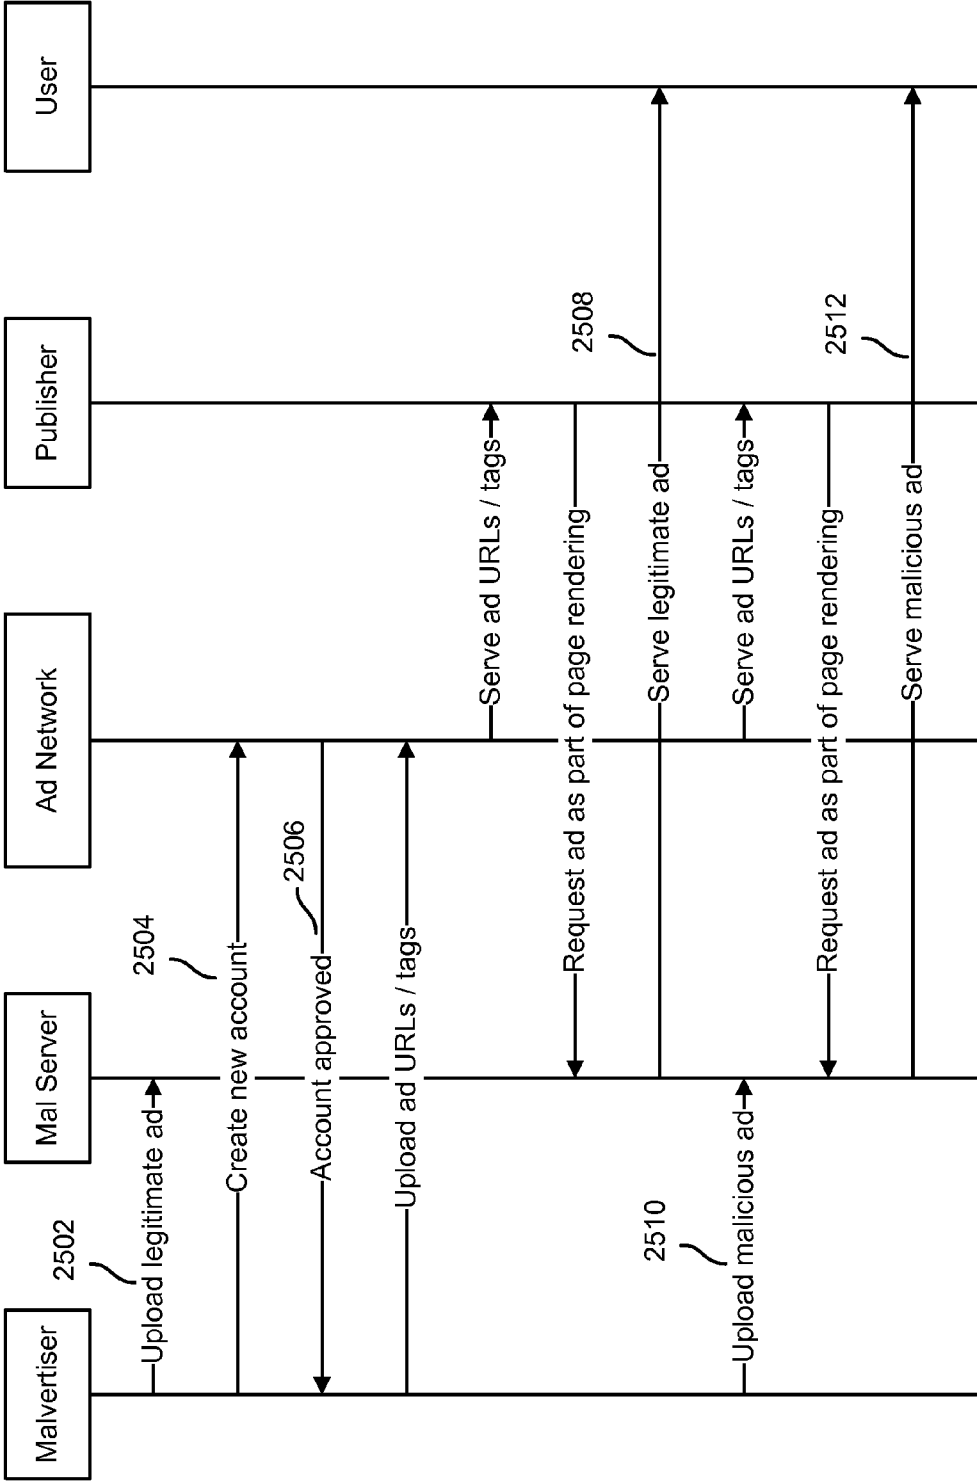 Malvertiser
Mal Server
Ad Network
Publisher
User
2502
Upload legitimate ad
2504
Create new account
2506
Account approved
Upload ad URLs / tags
Serve ad URLs / tags
Request ad as part of page rendering
2508
Serve legitimate ad
2510
Upload malicious ad
Serve ad URLs / tags
Request ad as part of page rendering
2512
Serve malicious ad